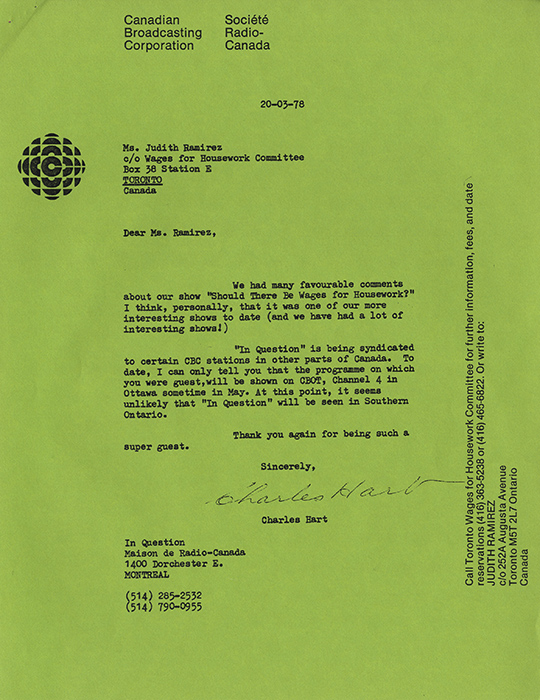 Canadian
Broadcasting
Corporation
Société
Radio-
Canada
20-03-78
Ms. Judith Ramirez
c/o Wages for Housework Committee
Box 38 Station E
TORONTO
Canada
Dear Ms. Ramirez,
We had many favourable comments
about our show "Should There Be Wages for Housework?"
I think, personally, that it was one of our more
interesting shows to date (and we have had a lot of
interesting shows!)
"In Question" is being syndicated
to certain CBC stations in other parts of Canada. To
date, I can only tell you that the programme on which
you were guest,will be shown on CBOT, Channel 4 in
Ottawa sometime in May. At this point, it seems
unlikely that "In Question" will be seen in Southern
Ontario.
Thank you again for being such a
super guest.
Sincerely,
Charles Hart
Charles Hart
In Question
Maison de Radio-Canada
1400 Dorchester E.
MONTREAL
(514) 285-2532
(514) 790-0955
Call Toronto Wages for Housework Committee for further information, fees, and date
reservations (416) 363-5238 or (416) 465-6822. Or write to:
JUDITH RAMIREZ
c/o 252A Augusta Avenue
Toronto M5T 2L7 Ontario
Canada